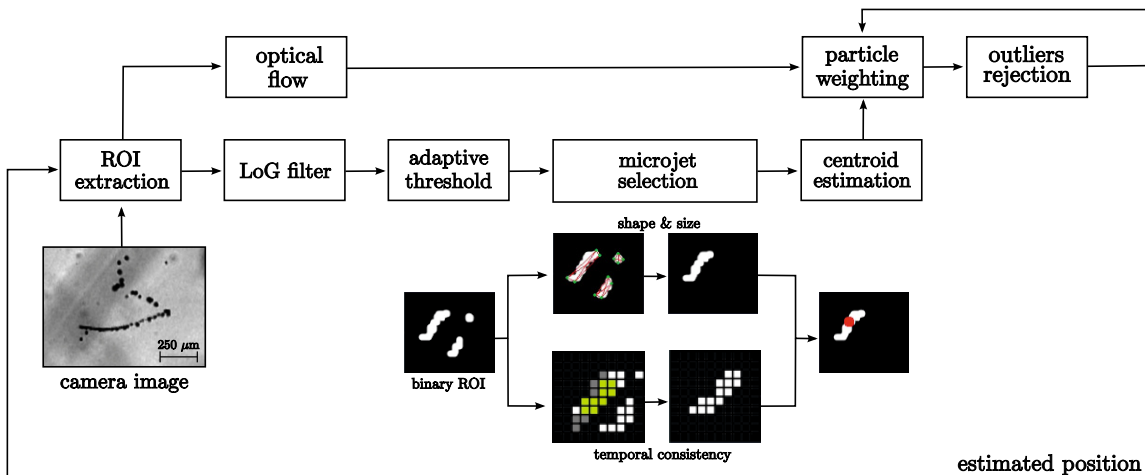 optical
flow
particle
weighting
outliers
rejection
ROI
extraction
LoG filter
adaptive
threshold
microjet
selection
centroid
estimation
shape & size
250 μm
camera image
binary ROI
temporal consistency
estimated position